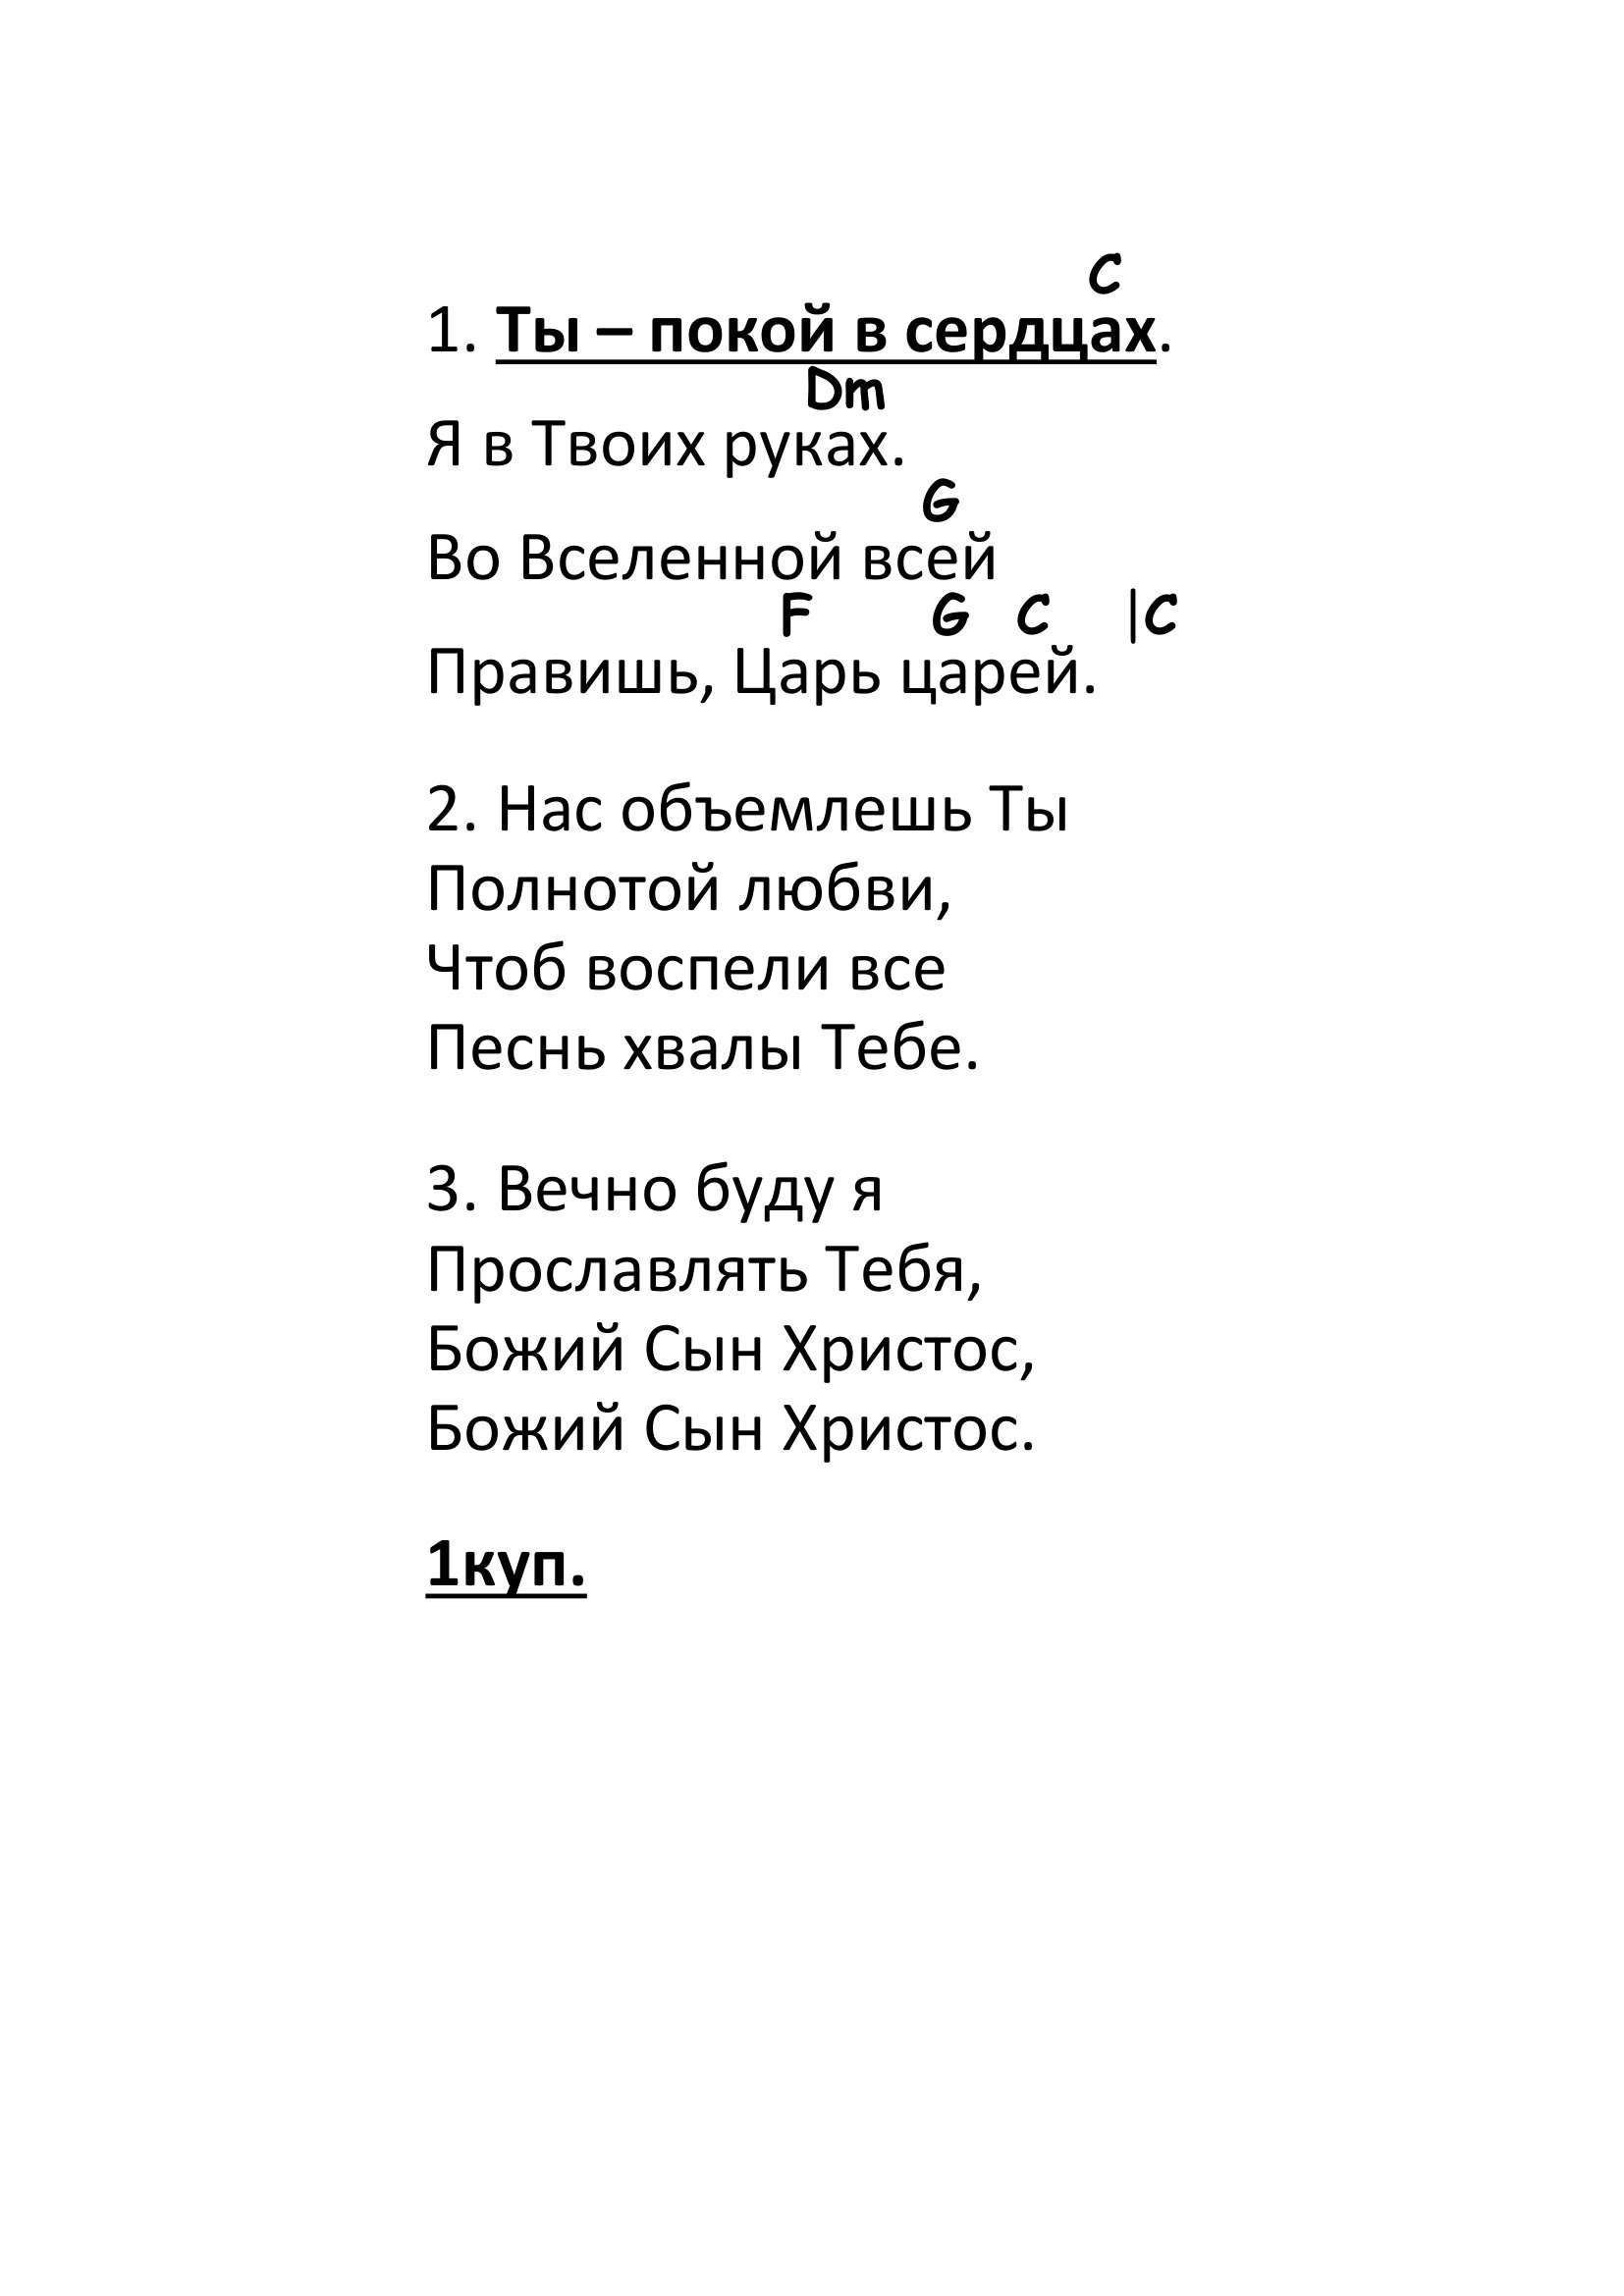 C
1. Ты – покой в сердцах.
Dm
Я в Твоих руках.
G
Во Вселенной всей
F G C |C
Правишь, Царь царей.
2. Нас объемлешь Ты
Полнотой любви,
Чтоб воспели все
Песнь хвалы Тебе.
3. Вечно буду я
Прославлять Тебя,
Божий Сын Христос,
Божий Сын Христос.
1куп.